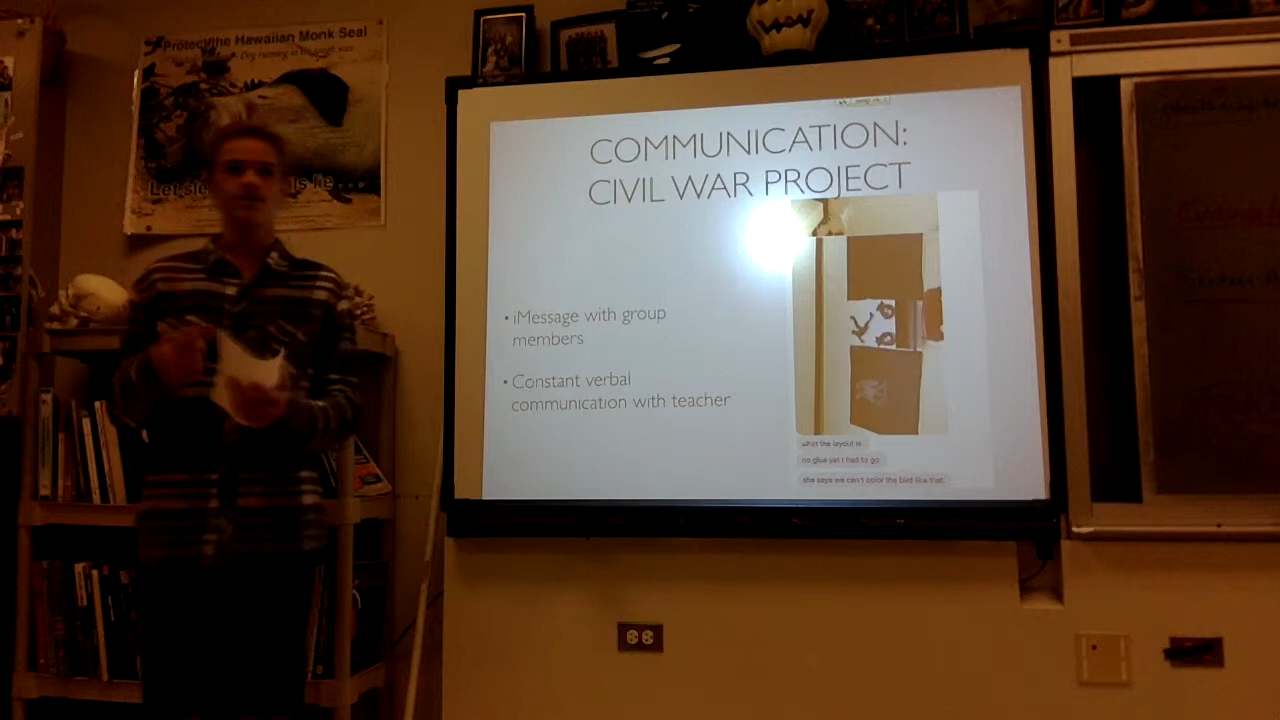 Protect the Hawaiian Monk Seal
COMMUNICATION:
CIVIL WAR PROJECT
• iMessage with group
members
• Constant verbal
communication with teacher
what the layout is
no glue yet I had to go
she says we can't color the bird like that